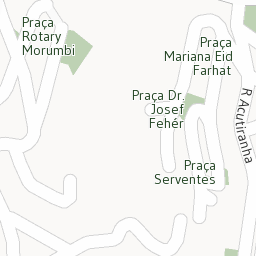 Praça
Rotary
Morumbi
Praça
Mariana Eid
Farhat
Praça Dr.
Josef
Fehér
R Acutiranha
Praça
Serventes